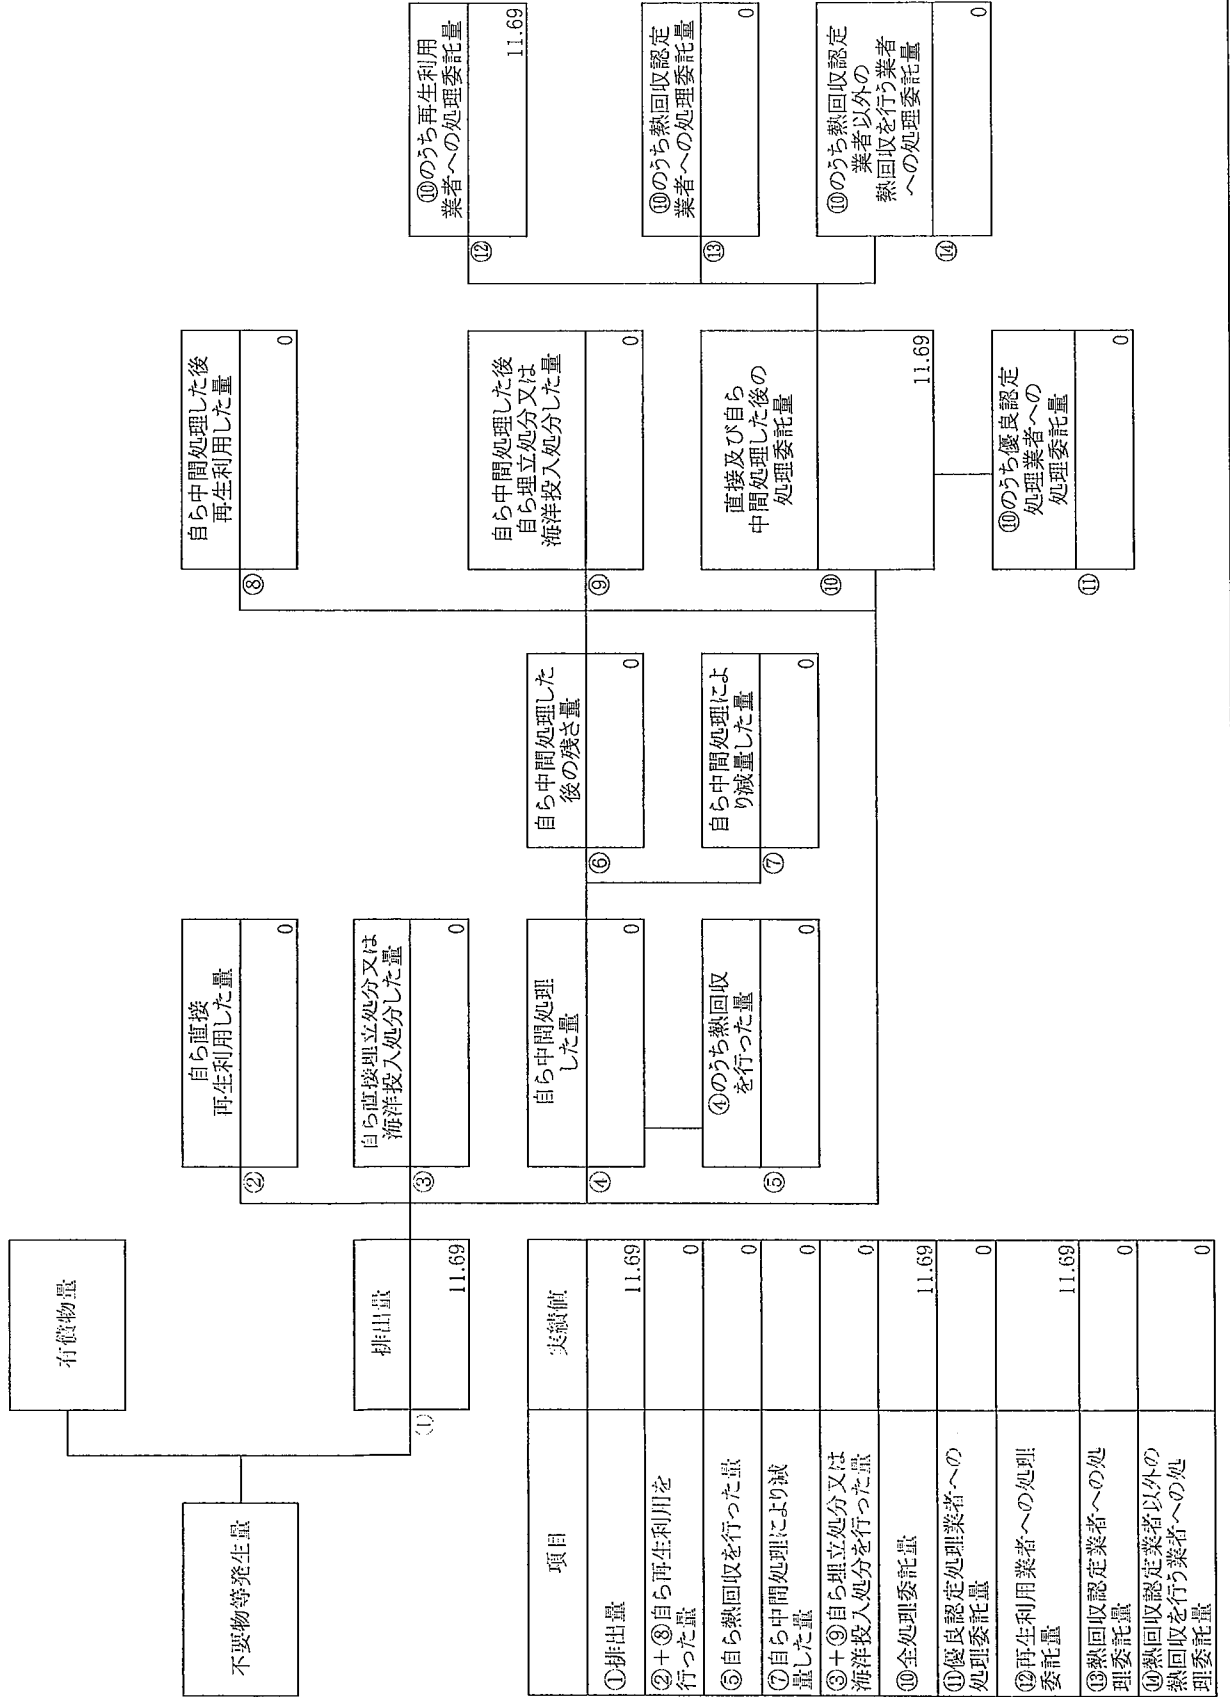 有償物量
不要物等発生量
排出量
①
11.69
自ら直接
再生利用した量
②
0
自ら直接埋立処分又は
海洋投入処分した量
③
0
自ら中間処理
した量
④
0
④のうち熱回収
を行った量
⑤
0
自ら中間処理した
後の残さ量
⑥
0
自ら中間処理によ
り減量した量
⑦
0
自ら中間処理した後
再生利用した量
⑧
0
自ら中間処理した後
自ら埋立処分又は
海洋投入処分した量
⑨
0
直接及び自ら
中間処理した後の
処理委託量
⑩
11.69
⑩のうち優良認定
処理業者への
処理委託量
⑪
0
⑩のうち再生利用
業者への処理委託量
⑫
11.69
⑩のうち熱回収認定
業者への処理委託量
⑬
0
⑩のうち熱回収認定
業者以外の
熱回収を行う業者
への処理委託量
⑭
0
項目 実績値
①排出量 11.69
②+⑧自ら再生利用を
行った量 0
⑤自ら熱回収を行った量 0
⑦自ら中間処理により減
量した量 0
③+⑨自ら埋立処分又は
海洋投入処分を行った量 0
⑩全処理委託量 11.69
⑪優良認定処理業者への
処理委託量 0
⑫再生利用業者への処理
委託量 11.69
⑬熱回収認定業者への処
理委託量 0
⑭熱回収認定業者以外の
熱回収を行う業者への処
理委託量 0